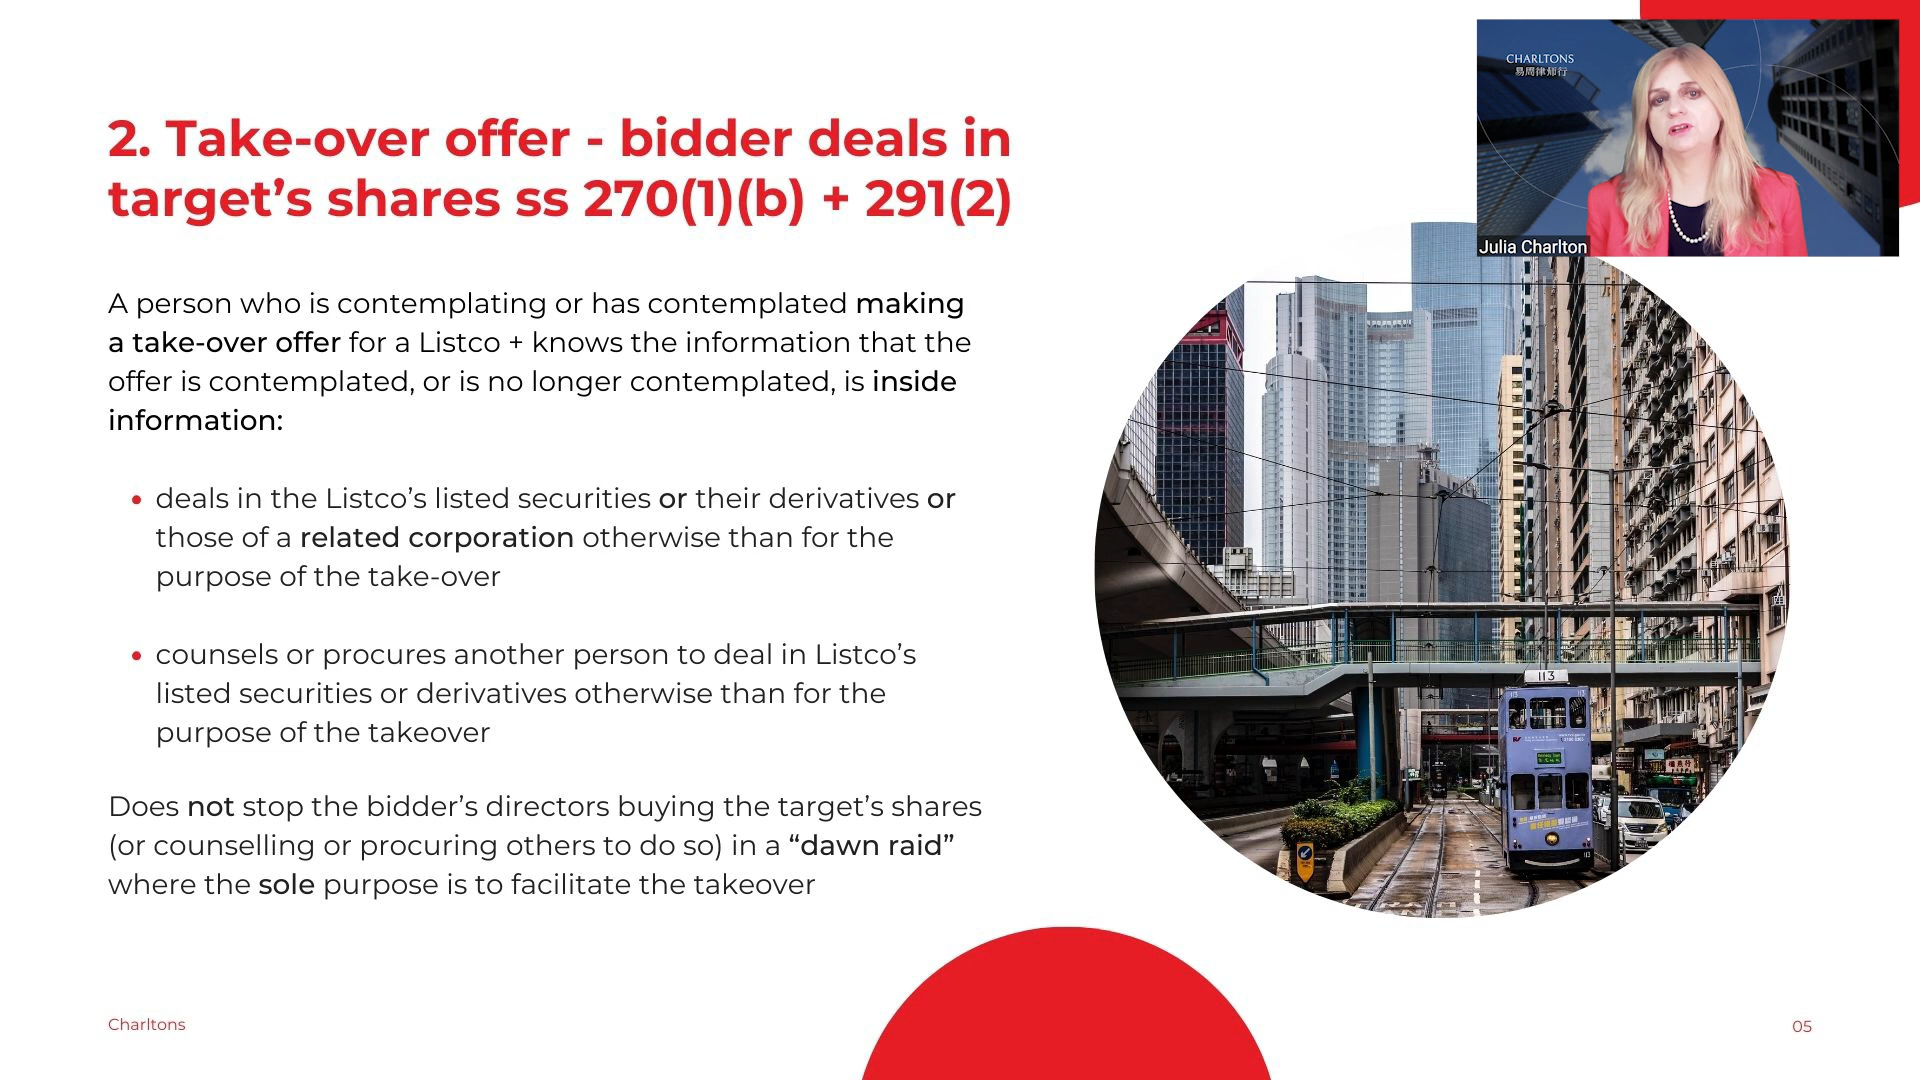 CHARLTONS
易周律师行
Julia Charlton
2. Take-over offer - bidder deals in
target’s shares ss 270(1)(b) + 291(2)
A person who is contemplating or has contemplated making
a take-over offer for a Listco + knows the information that the
offer is contemplated, or is no longer contemplated, is inside
information:
• deals in the Listco’s listed securities or their derivatives or
those of a related corporation otherwise than for the
purpose of the take-over
• counsels or procures another person to deal in Listco’s
listed securities or derivatives otherwise than for the
purpose of the takeover
Does not stop the bidder’s directors buying the target’s shares
(or counselling or procuring others to do so) in a “dawn raid”
where the sole purpose is to facilitate the takeover
113
113
113
113
Charltons
05